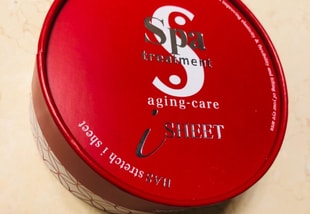 S
Spa
treatment
aging-care
i SHEET
HAS stretch i sheet